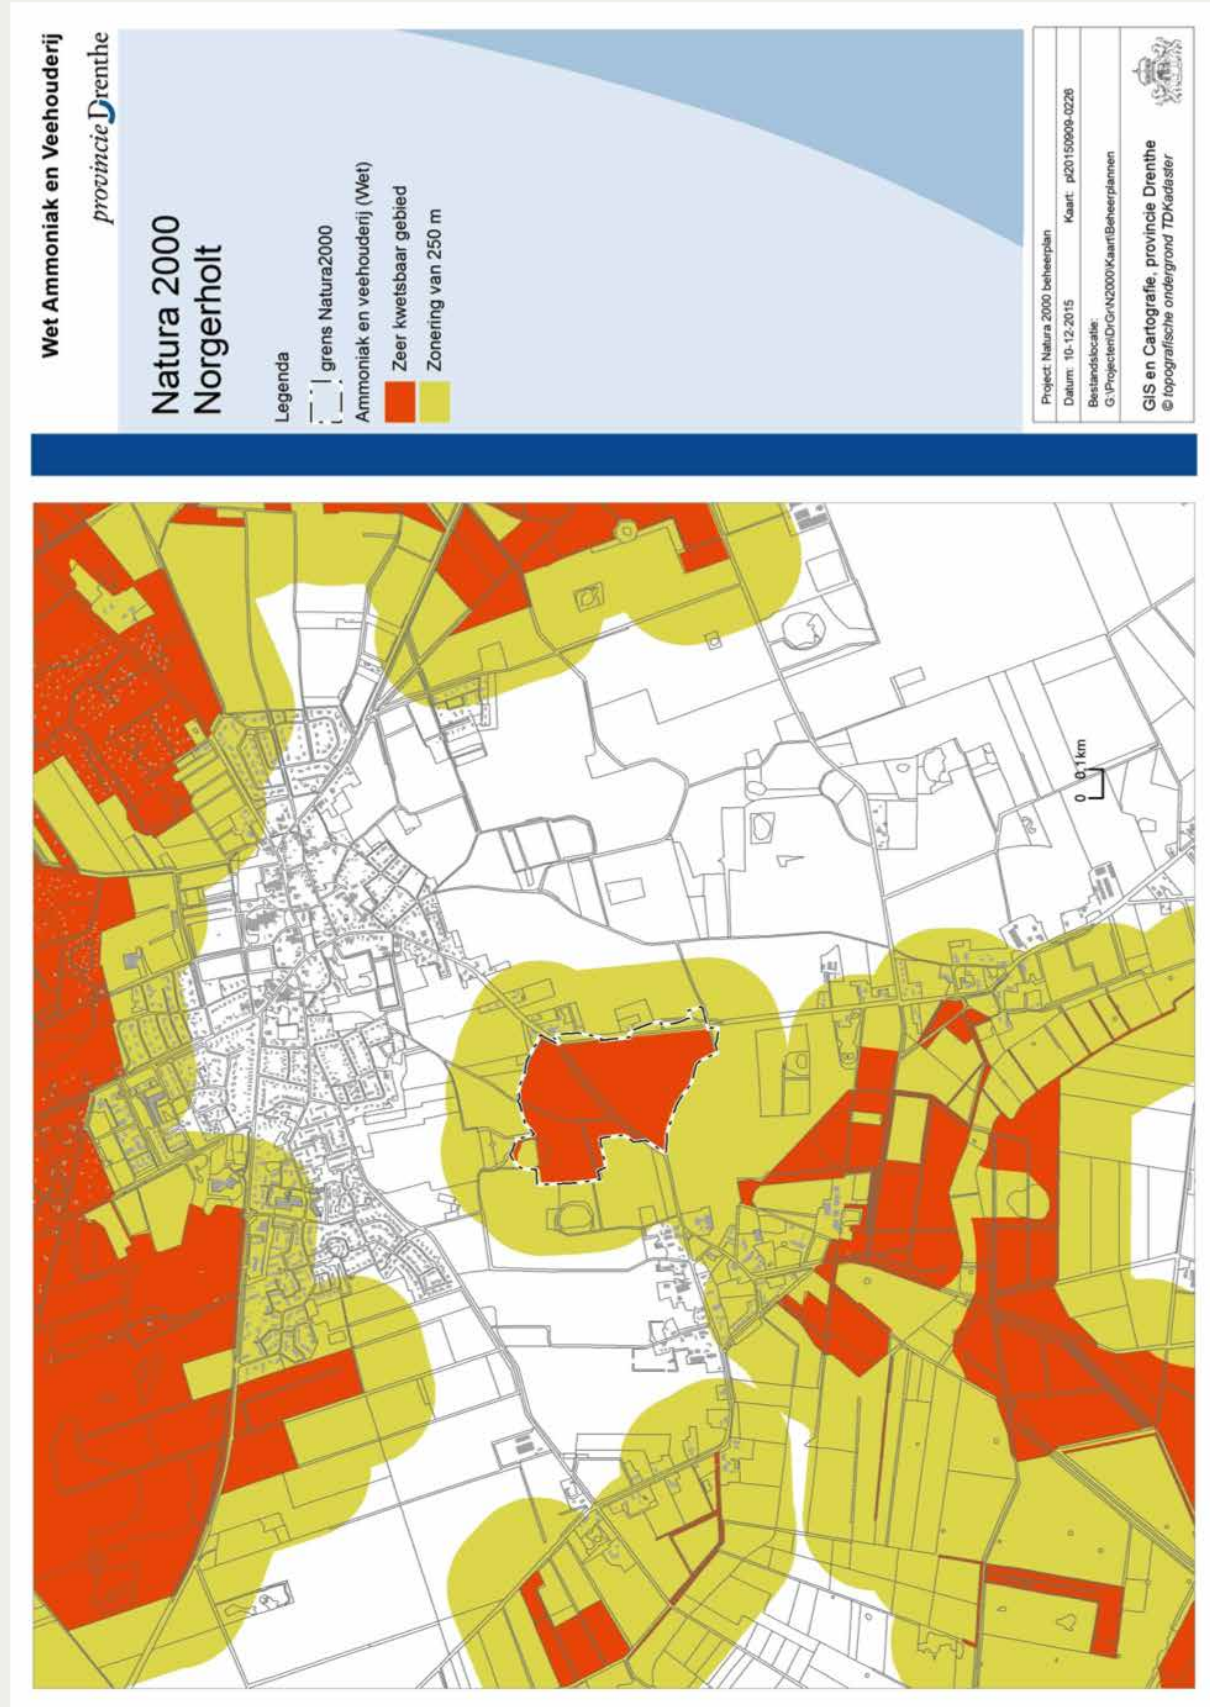 Wet Ammoniak en Veehouderij
provincie Drenthe
Natura 2000
Norgerholt
Legenda
grens Natura2000
Ammoniak en veehouderij (Wet)
Zeer kwetsbaar gebied
Zonering van 250 m
0 0,1 km
Project: Natura 2000 beheerplan
Datum: 10-12-2015 Kaart: pl20150909-0226
Bestandslocatie:
G:\Projecten\DrGr\N2000\Kaart\Beheerplannen
GIS en Cartografie, provincie Drenthe
© topografische ondergrond TDKadaster